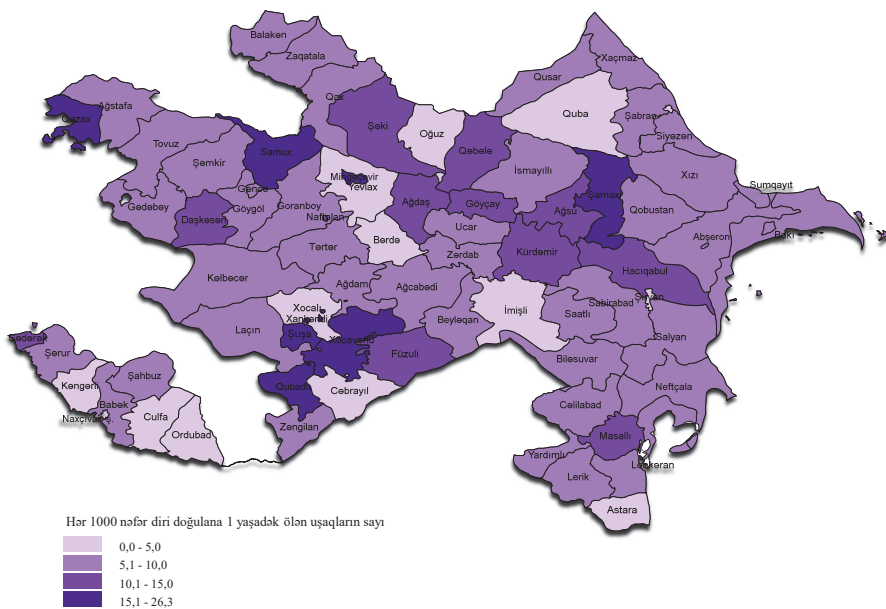 Balakən
Zaqatala
Xaçmaz
Qusar
Qax
Ağstafa
Quba
Qazax
Şabran
Şəki
Oğuz
Siyəzən
Tovuz
Samux
Qəbələ
Şəmkir
İsmayıllı
Xızı
Mingəçevir
Sumqayıt
Gəncə
Yevlax
Şamaxı
Ağdaş
Göyçay
Gədəbəy
Göygöl
Goranboy
Ağsu
Qobustan
Daşkəsən
Naftalan
Ucar
Bakı
Abşeron
Bərdə
Tərtər
Zərdab
Kürdəmir
Kəlbəcər
Hacıqabul
Ağdam
Ağcabədi
Şirvan
Xocalı
İmişli
Sabirabad
Xankəndi
Saatlı
Laçın
Beyləqan
Şuşa
Xocavənd
Salyan
Sədərək
Füzuli
Şərur
Biləsuvar
Şahbuz
Kəngərli
Qubadlı
Cəbrayıl
Neftçala
Babək
Cəlilabad
Naxçıvan ş.
Culfa
Zəngilan
Ordubad
Masallı
Yardımlı
Lənkəran
Lerik
Astara
Hər 1000 nəfər diri doğulana 1 yaşadək ölən uşaqların sayı
0,0 - 5,0
5,1 - 10,0
10,1 - 15,0
15,1 - 26,3